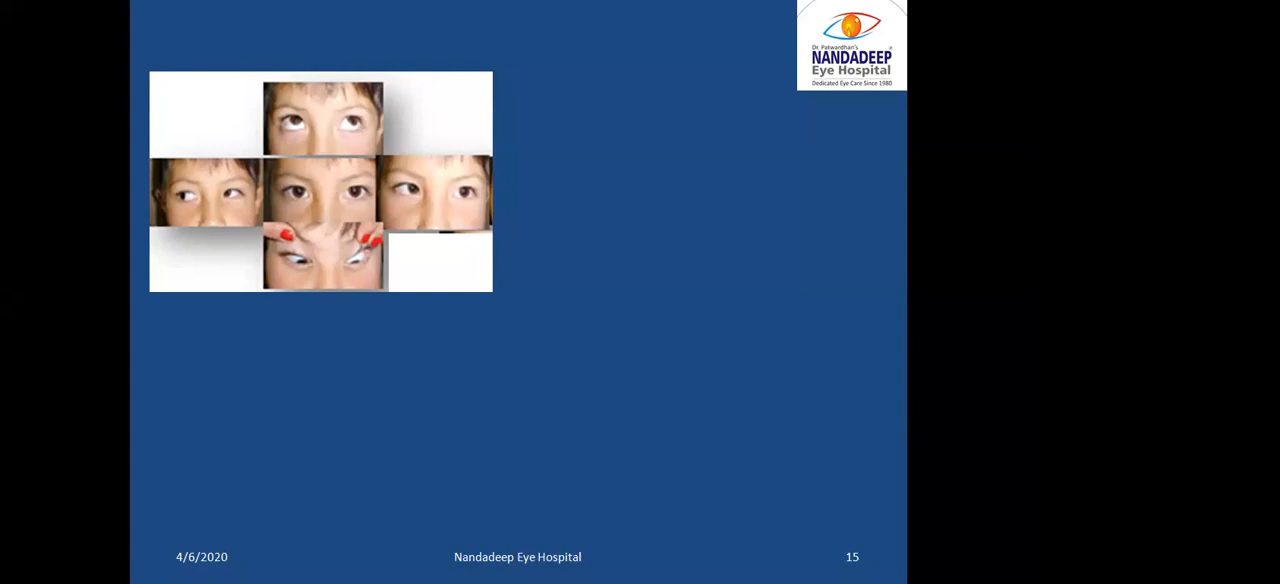 Dr. Patwardhan's
NANDADEEP
Eye Hospital
Dedicated Eye Care Since 1980
4/6/2020
Nandadeep Eye Hospital
15